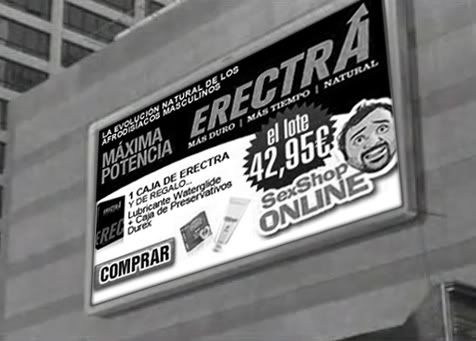 LA EVOLUCIÓN NATURAL DE LOS
AFRODISÍACOS MASCULINOS
ERECTRA
MÁS DURO | MÁS TIEMPO | NATURAL
MÁXIMA
POTENCIA
el lote
42,95€
1 CAJA DE ERECTRA
Y DE REGALO...
Lubricante Waterglide
+ Caja de Preservativos
Durex
SexShop
ONLINE
COMPRAR